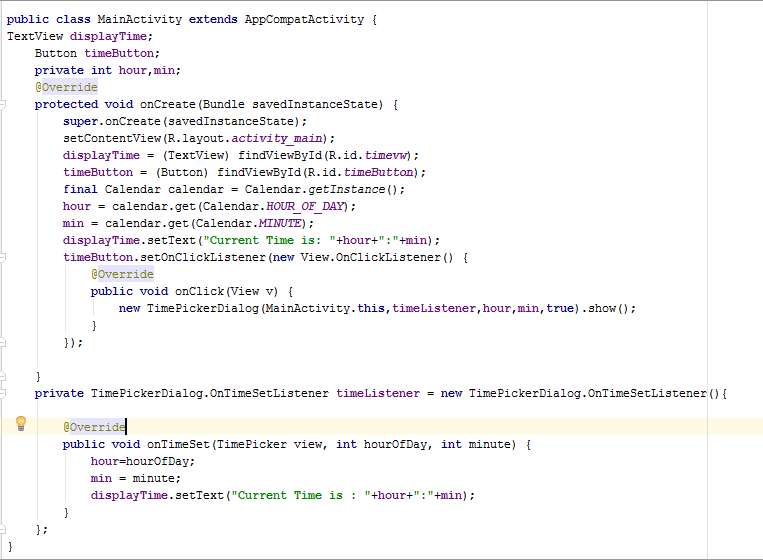 public class MainActivity extends AppCompatActivity {
TextView displayTime;
    Button timeButton;
    private int hour,min;
    @Override
    protected void onCreate(Bundle savedInstanceState) {
        super.onCreate(savedInstanceState);
        setContentView(R.layout.activity_main);
        displayTime = (TextView) findViewById(R.id.timevw);
        timeButton = (Button) findViewById(R.id.timeButton);
        final Calendar calendar = Calendar.getInstance();
        hour = calendar.get(Calendar.HOUR_OF_DAY);
        min = calendar.get(Calendar.MINUTE);
        displayTime.setText("Current Time is: "+hour+":"+min);
        timeButton.setOnClickListener(new View.OnClickListener() {
            @Override
            public void onClick(View v) {
                new TimePickerDialog(MainActivity.this,timeListener,hour,min,true).show();
            }
        });
    }
    private TimePickerDialog.OnTimeSetListener timeListener = new TimePickerDialog.OnTimeSetListener(){
        @Override
        public void onTimeSet(TimePicker view, int hourOfDay, int minute) {
            hour=hourOfDay;
            min = minute;
            displayTime.setText("Current Time is : "+hour+":"+min);
        }
    };
}